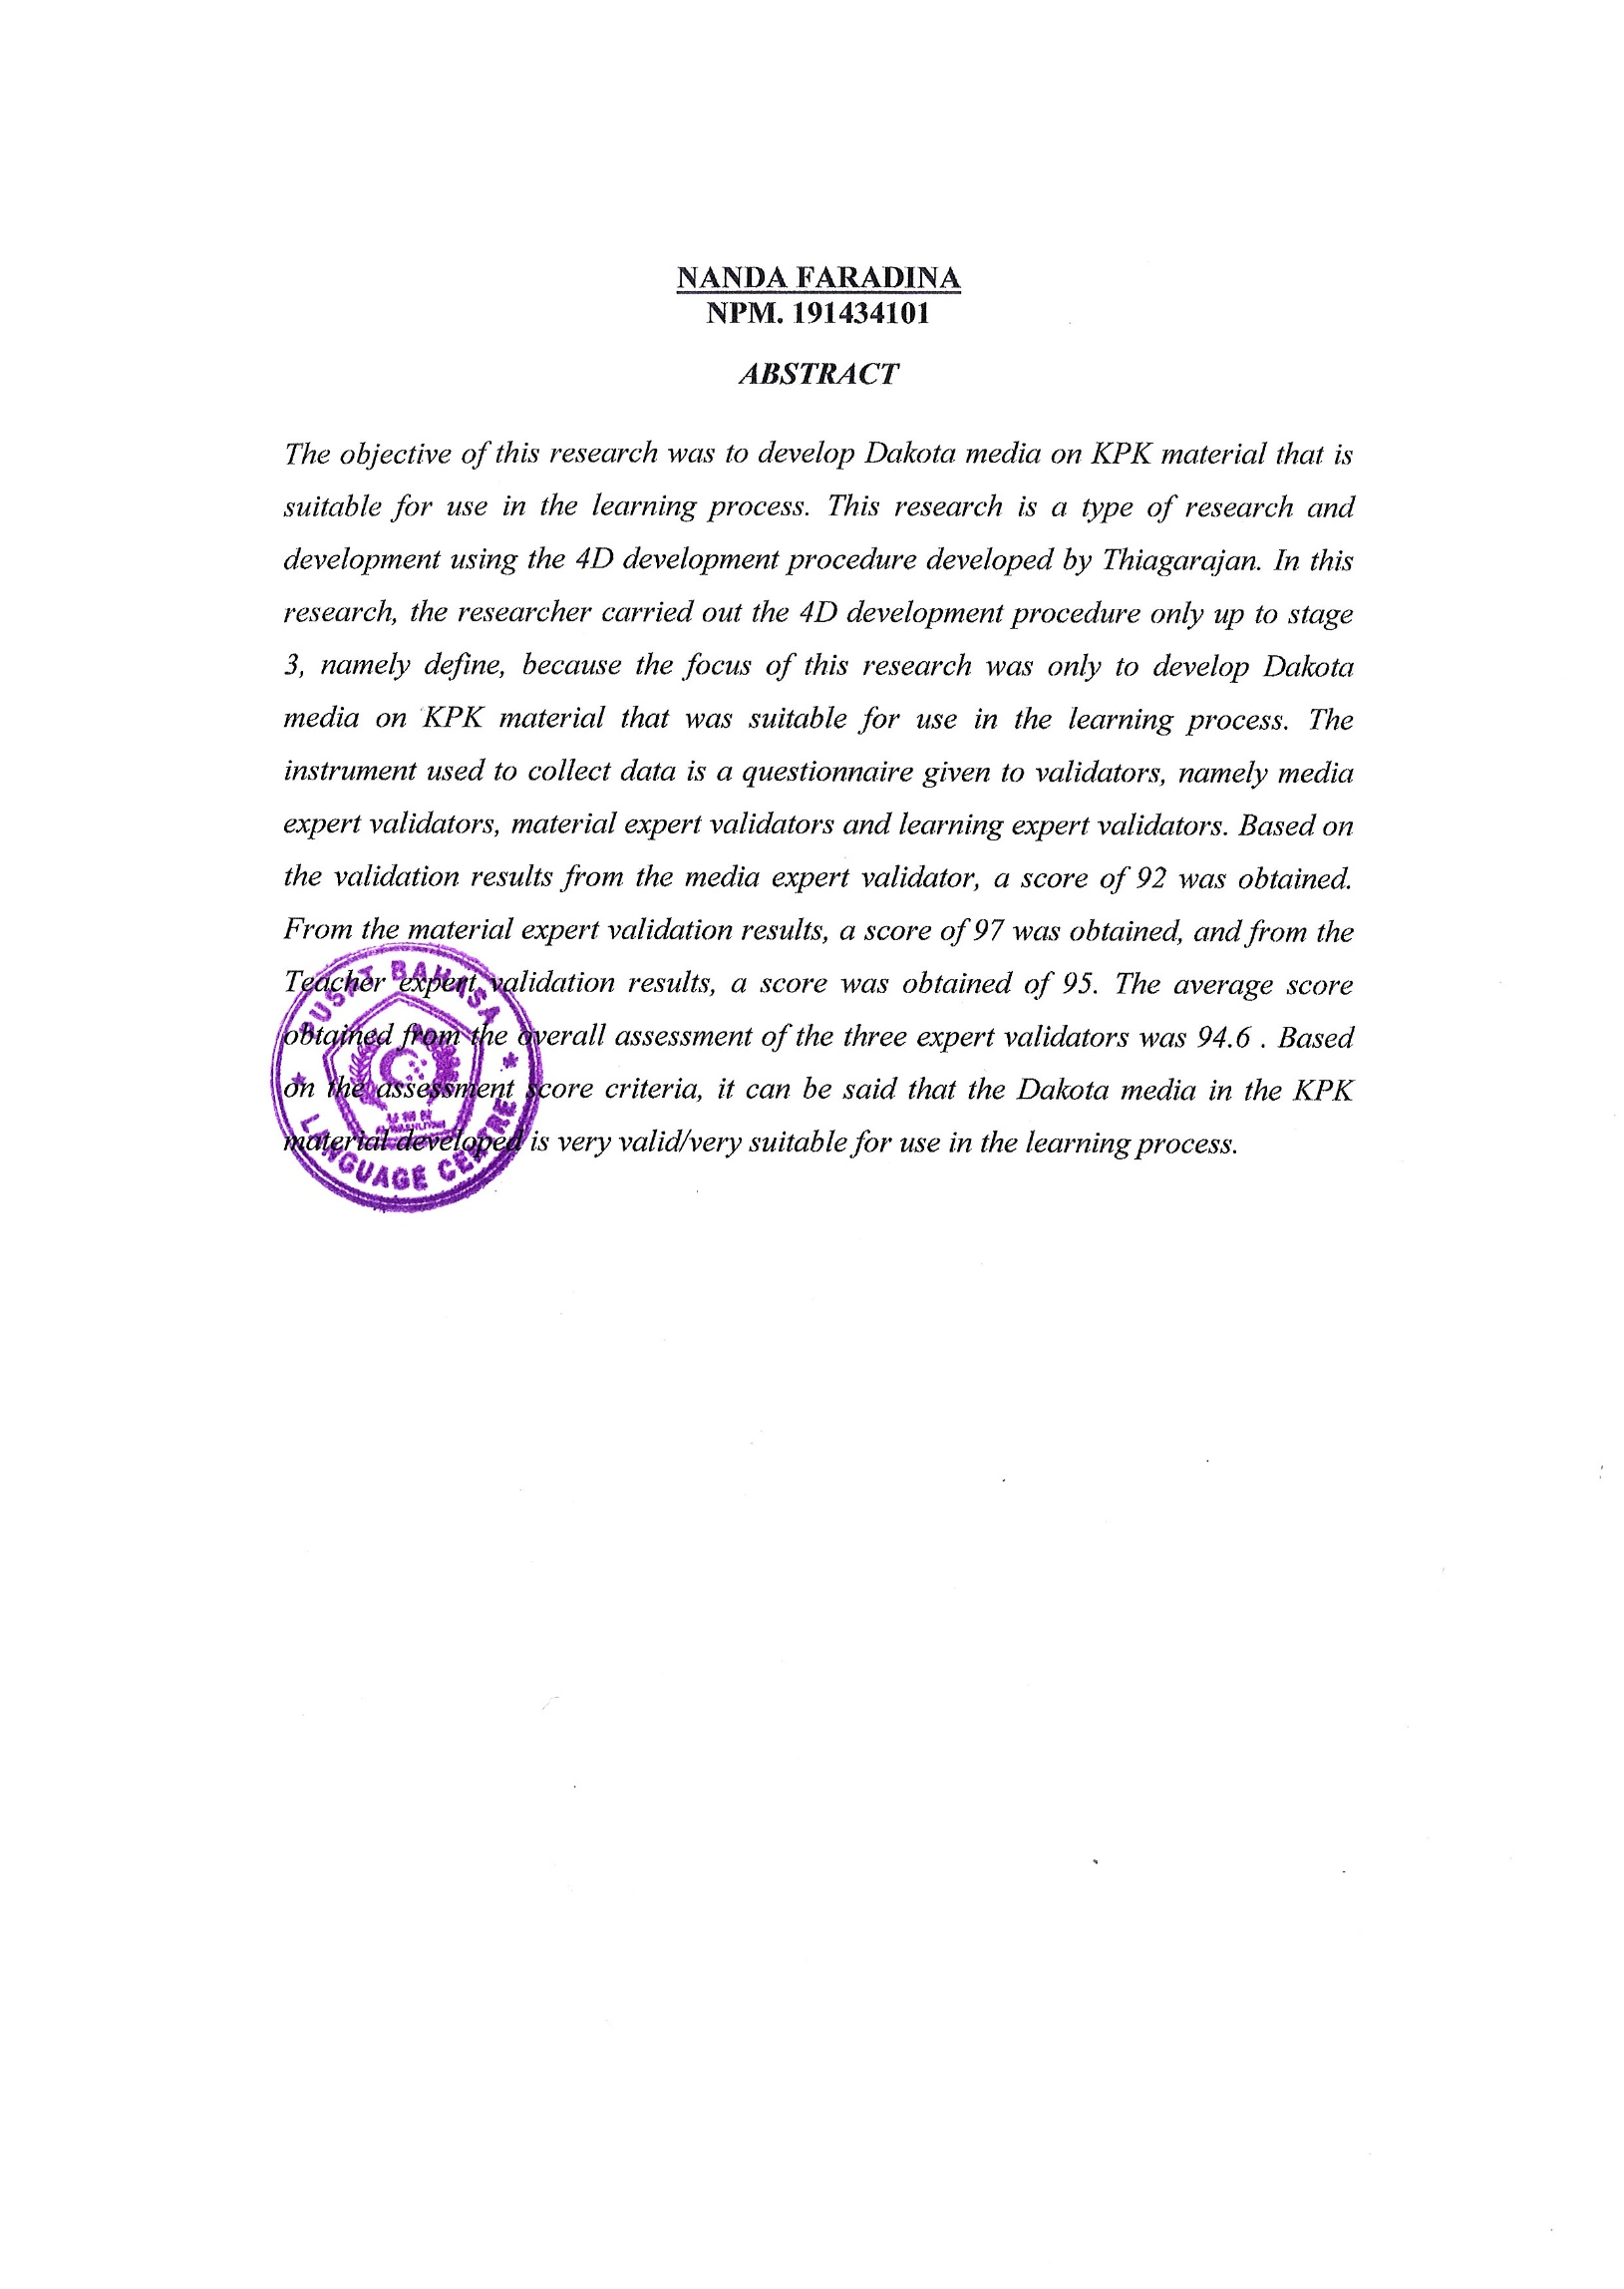 NANDA FARADINA
NPM. 191434101
ABSTRACT
The objective of this research was to develop Dakota media on KPK material that is
suitable for use in the learning process. This research is a type of research and
development using the 4D development procedure developed by Thiagarajan. In this
research, the researcher carried out the 4D development procedure only up to stage
3, namely define, because the focus of this research was only to develop Dakota
media on KPK material that was suitable for use in the learning process. The
instrument used to collect data is a questionnaire given to validators, namely media
expert validators, material expert validators and learning expert validators. Based on
the validation results from the media expert validator, a score of 92 was obtained.
From the material expert validation results, a score of 97 was obtained, and from the
Teacher expert validation results, a score was obtained of 95. The average score
obtained from the overall assessment of the three expert validators was 94.6 . Based
on the assessment score criteria, it can be said that the Dakota media in the KPK
material developed is very valid/very suitable for use in the learning process.
PUSAT BAHASA
LANGUAGE CENTRE